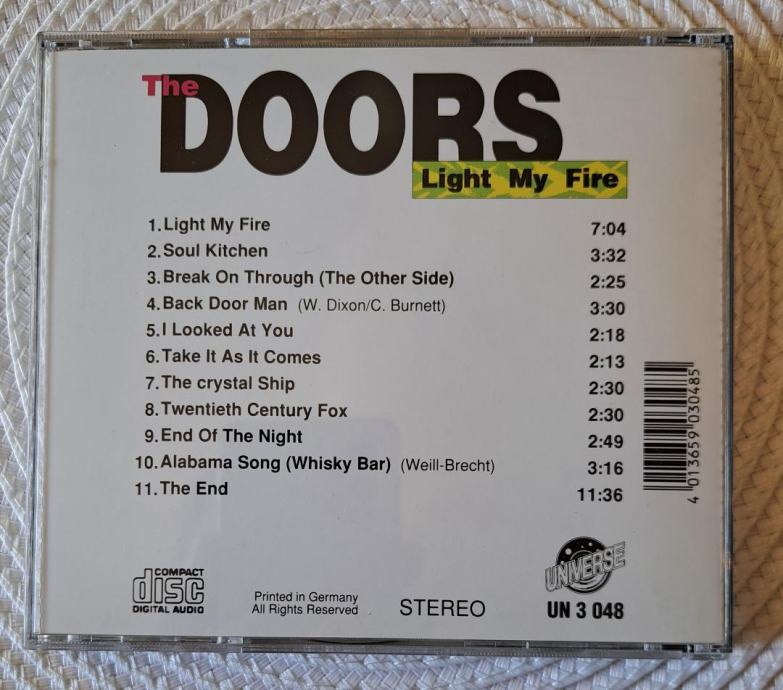 The
DOORS
Light My Fire
1. Light My Fire 7:04
2. Soul Kitchen 3:32
3. Break On Through (The Other Side) 2:25
4. Back Door Man (W. Dixon/C. Burnett) 3:30
5. I Looked At You 2:18
6. Take It As It Comes 2:13
7. The crystal Ship 2:30
8. Twentieth Century Fox 2:30
9. End Of The Night 2:49
10. Alabama Song (Whisky Bar) (Weill-Brecht) 3:16
11. The End 11:36
4 013659 030485
COMPACT
disc
DIGITAL AUDIO
Printed in Germany
All Rights Reserved
STEREO
UNIVERSE
UN 3 048